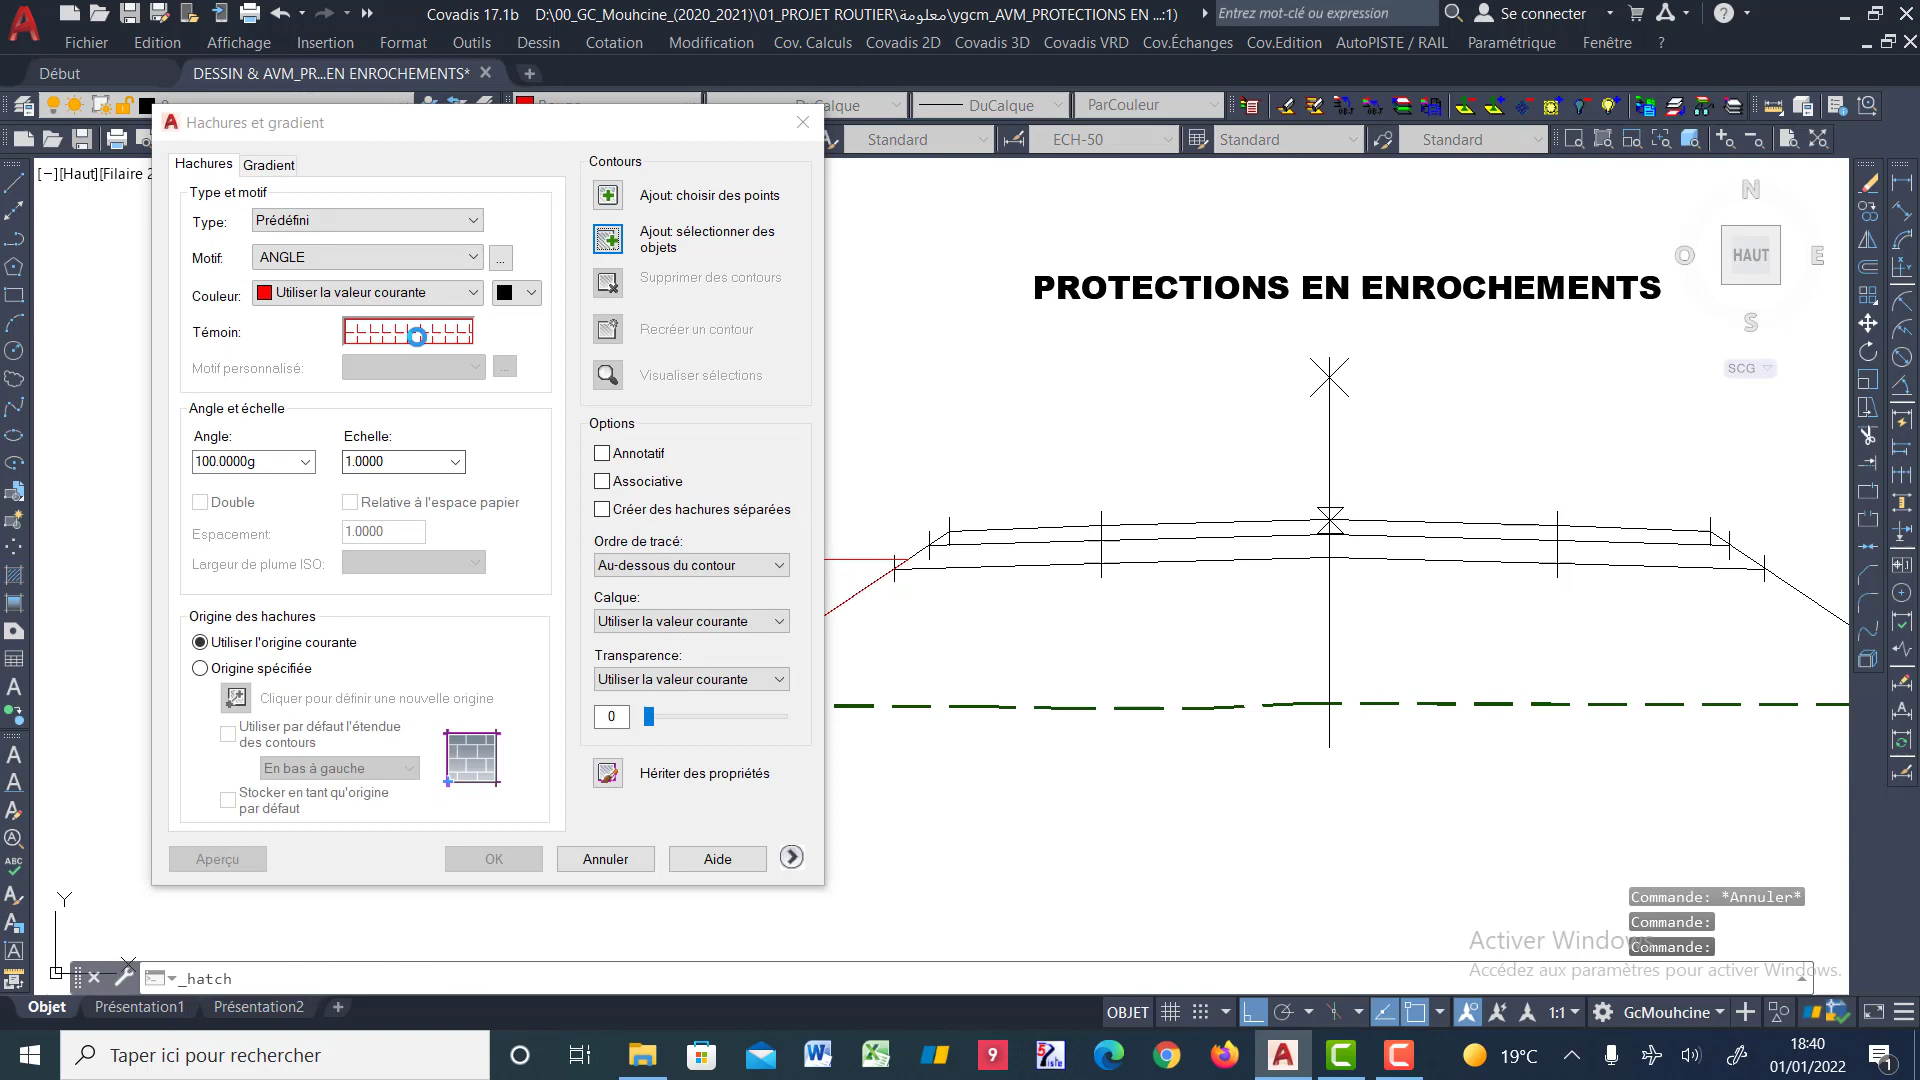 Covadis 17.1b
D:\00_GC_Mouhcine_(2020_2021)\01_PROJET ROUTIER\معلومة\ygcm_AVM_PROTECTIONS EN ...:1)
Entrez mot-clé ou expression
Se connecter
Fichier
Edition
Affichage
Insertion
Format
Outils
Dessin
Cotation
Modification
Cov. Calculs
Covadis 2D
Covadis 3D
Covadis VRD
Cov.Échanges
Cov.Edition
AutoPISTE / RAIL
Paramétrique
Fenêtre
?
Début
DESSIN & AVM_PR...EN ENROCHEMENTS*
DuCalque
DuCalque
ParCouleur
Standard
ECH-50
Standard
Standard
[−][Haut][Filaire 2
Hachures et gradient
Hachures
Gradient
Type et motif
Type:
Prédéfini
Motif:
ANGLE
...
Couleur:
Utiliser la valeur courante
Témoin:
Motif personnalisé:
...
Angle et échelle
Angle:
Echelle:
100.0000g
1.0000
Double
Relative à l'espace papier
Espacement:
1.0000
Largeur de plume ISO:
Origine des hachures
Utiliser l'origine courante
Origine spécifiée
Cliquer pour définir une nouvelle origine
Utiliser par défaut l'étendue
des contours
En bas à gauche
Stocker en tant qu'origine
par défaut
Contours
Ajout: choisir des points
Ajout: sélectionner des
objets
Supprimer des contours
Recréer un contour
Visualiser sélections
Options
Annotatif
Associative
Créer des hachures séparées
Ordre de tracé:
Au-dessous du contour
Calque:
Utiliser la valeur courante
Transparence:
Utiliser la valeur courante
0
Hériter des propriétés
Aperçu
OK
Annuler
Aide
PROTECTIONS EN ENROCHEMENTS
N
O
HAUT
E
S
SCG
Y
X
Commande: *Annuler*
Commande:
Commande:
Activer Windows
Accédez aux paramètres pour activer Windows.
_hatch
Objet
Présentation1
Présentation2
OBJET
1:1
GcMouhcine
Taper ici pour rechercher
19°C
18:40
01/01/2022
1